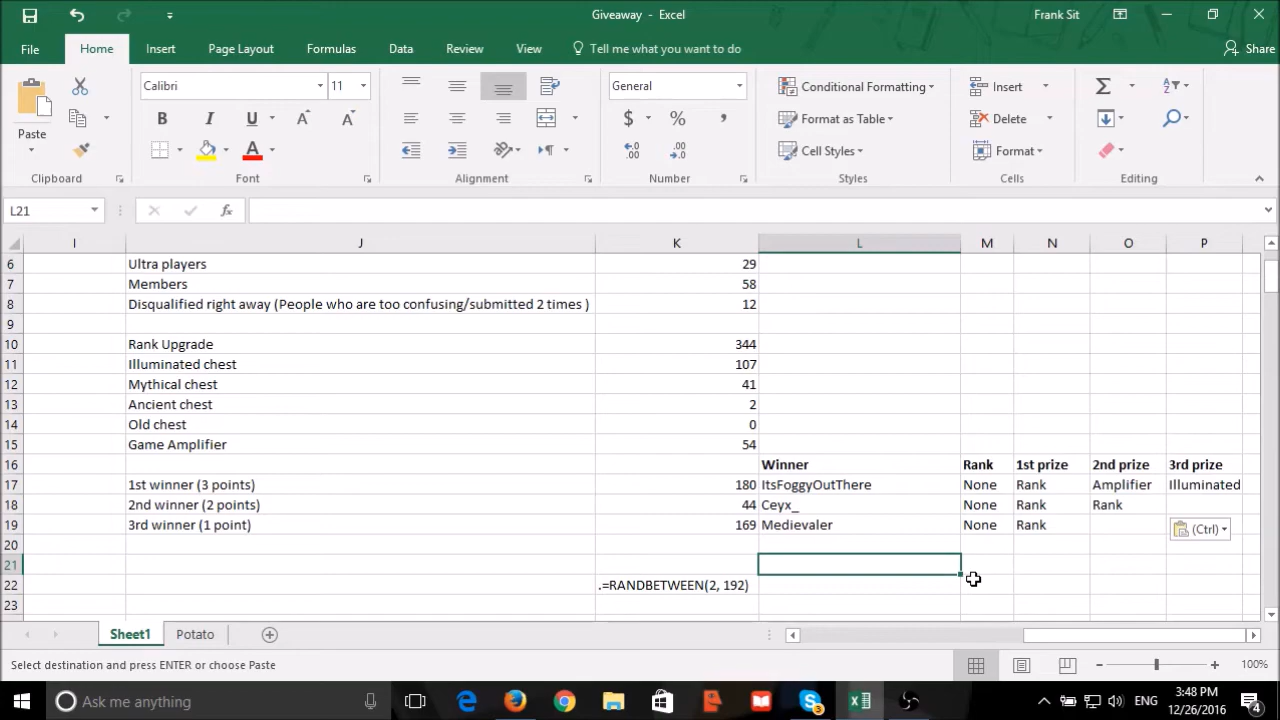 Giveaway - Excel
Frank Sit
File
Home
Insert
Page Layout
Formulas
Data
Review
View
Tell me what you want to do
Share
Paste
Clipboard
Calibri
11
B I U
A
Font
Alignment
General
$ % ,
Number
Conditional Formatting
Format as Table
Cell Styles
Styles
Insert
Delete
Format
Cells
Editing
L21
fx
I J K L M N O P
6 Ultra players 29
7 Members 58
8 Disqualified right away (People who are too confusing/submitted 2 times ) 12
9
10 Rank Upgrade 344
11 Illuminated chest 107
12 Mythical chest 41
13 Ancient chest 2
14 Old chest 0
15 Game Amplifier 54
16 Winner Rank 1st prize 2nd prize 3rd prize
17 1st winner (3 points) 180 ItsFoggyOutThere None Rank Amplifier Illuminated
18 2nd winner (2 points) 44 Ceyx_ None Rank Rank
19 3rd winner (1 point) 169 Medievaler None Rank
(Ctrl)
20
21
22 .=RANDBETWEEN(2, 192)
23
Sheet1
Potato
Select destination and press ENTER or choose Paste
100%
Ask me anything
3
ENG
3:48 PM
12/26/2016
4